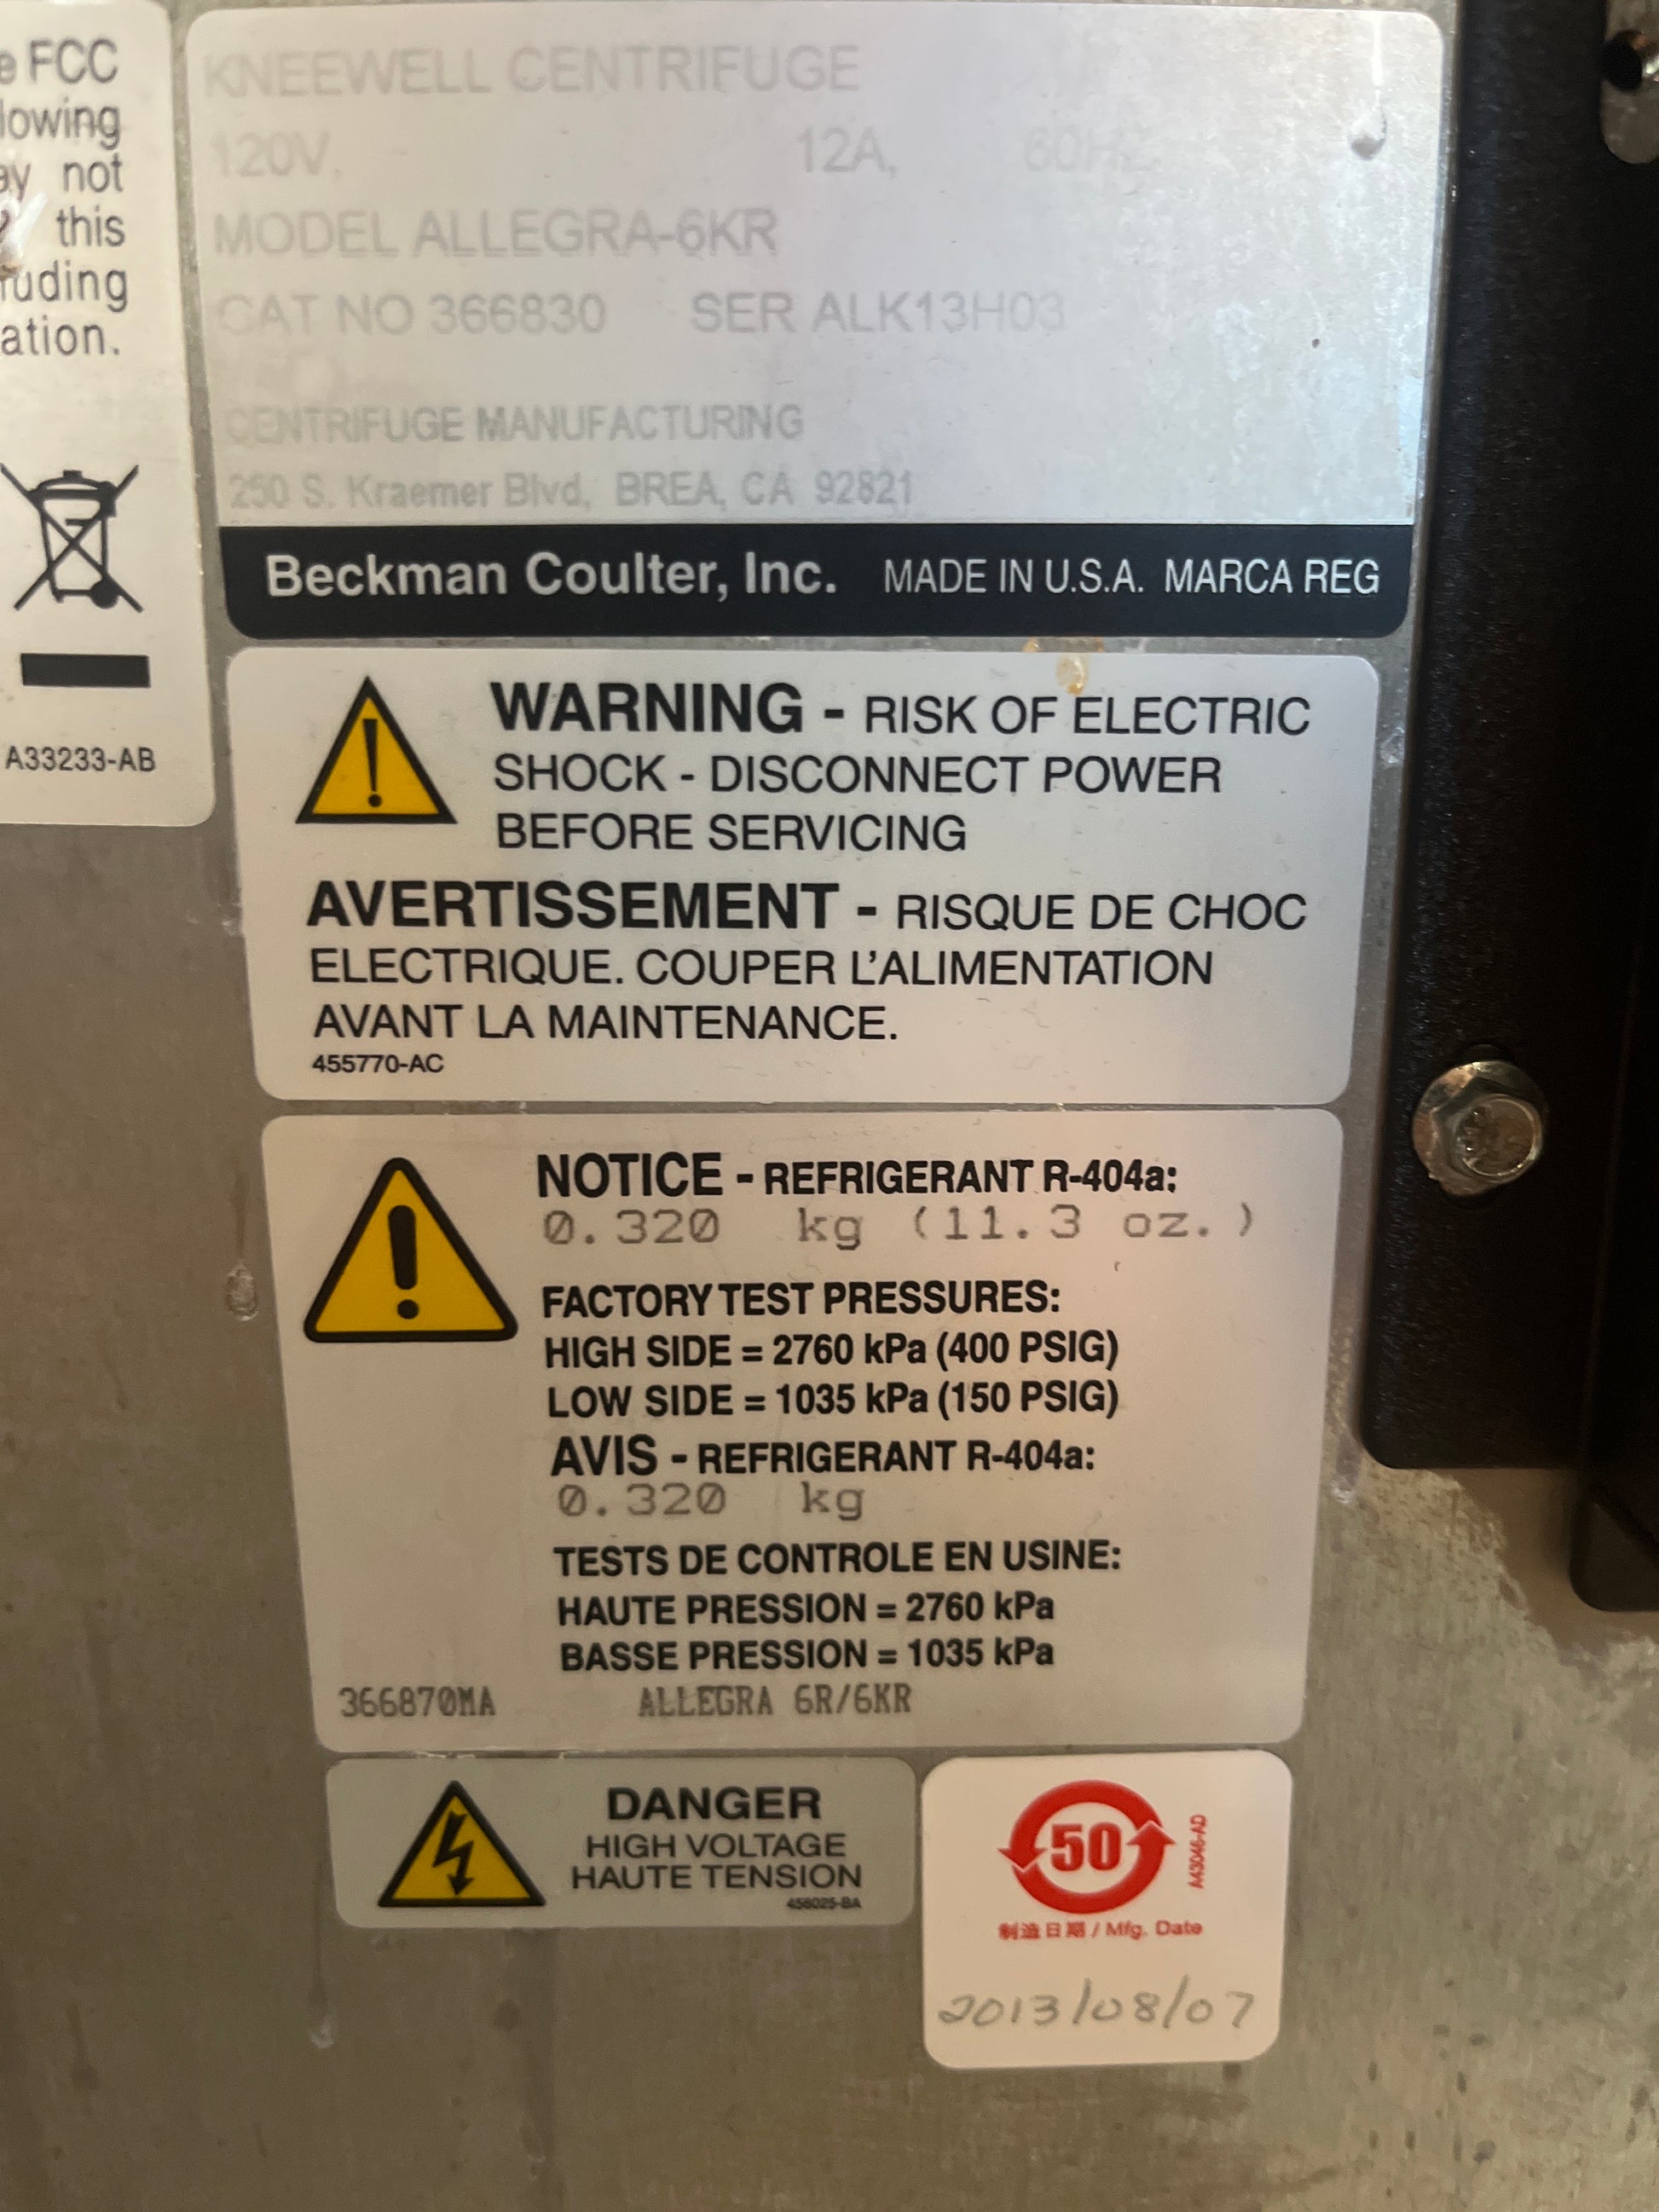 e FCC
lowing
ay not
this
uding
ation.
A33233-AB
KNEEWELL CENTRIFUGE
120V, 12A, 60HZ
MODEL ALLEGRA-6KR
CAT NO 366830 SER ALK13H03
CENTRIFUGE MANUFACTURING
250 S. Kraemer Blvd, BREA, CA 92821
Beckman Coulter, Inc. MADE IN U.S.A. MARCA REG
WARNING - RISK OF ELECTRIC
SHOCK - DISCONNECT POWER
BEFORE SERVICING
AVERTISSEMENT - RISQUE DE CHOC
ELECTRIQUE. COUPER L'ALIMENTATION
AVANT LA MAINTENANCE.
455770-AC
NOTICE - REFRIGERANT R-404a:
0.320 kg (11.3 oz.)
FACTORY TEST PRESSURES:
HIGH SIDE = 2760 kPa (400 PSIG)
LOW SIDE = 1035 kPa (150 PSIG)
AVIS - REFRIGERANT R-404a:
0.320 kg
TESTS DE CONTROLE EN USINE:
HAUTE PRESSION = 2760 kPa
BASSE PRESSION = 1035 kPa
366870MA ALLEGRA 6R/6KR
DANGER
HIGH VOLTAGE
HAUTE TENSION
456025-BA
50
A43046-AD
制造日期 / Mfg. Date
2013/08/07